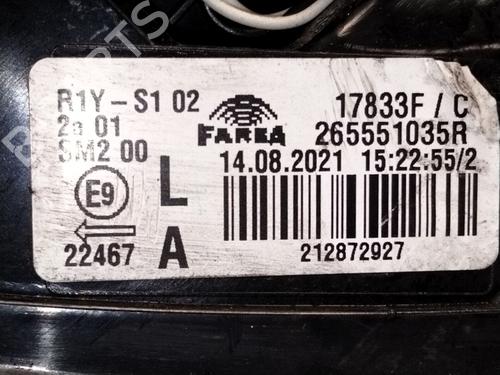 R1Y-S1 02
2a 01
SM2 00
E9
22467
L
A
FARBA
17833F / C
265551035R
14.08.2021 15:22:55/2
212872927